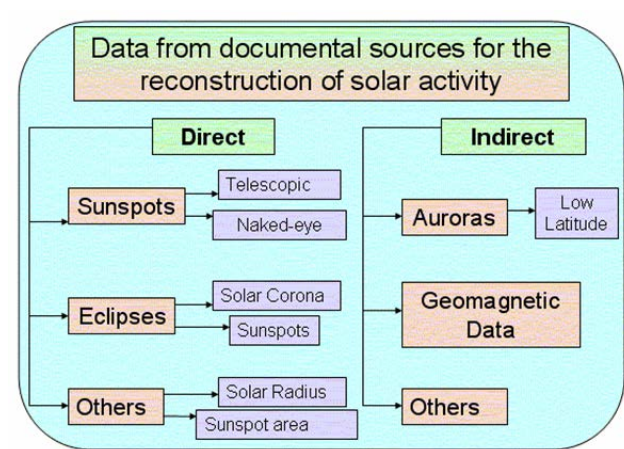 Data from documental sources for the
reconstruction of solar activity
Direct
Sunspots
Telescopic
Naked-eye
Eclipses
Solar Corona
Sunspots
Others
Solar Radius
Sunspot area
Indirect
Auroras
Low
Latitude
Geomagnetic
Data
Others